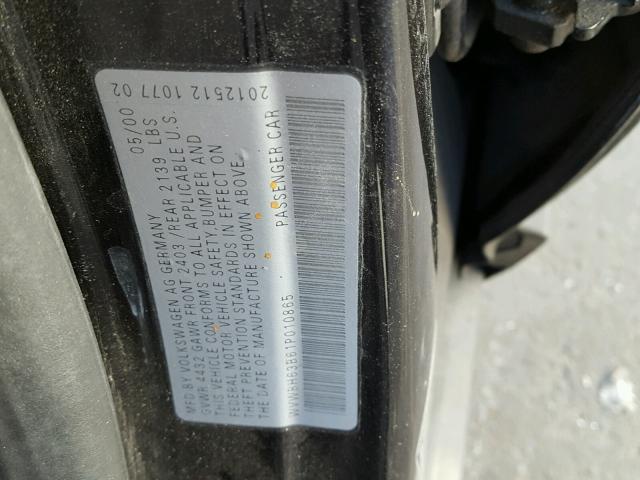 MFD BY VOLKSWAGEN AG GERMANY 05/00
GVWR 4432 GAWR FRONT 2403 /REAR 2139 LBS
THIS VEHICLE CONFORMS TO ALL APPLICABLE U.S.
FEDERAL MOTOR VEHICLE SAFETY, BUMPER AND
THEFT PREVENTION STANDARDS IN EFFECT ON
THE DATE OF MANUFACTURE SHOWN ABOVE.
WVWRH63B61P010865 PASSENGER CAR
2012512 1077 02